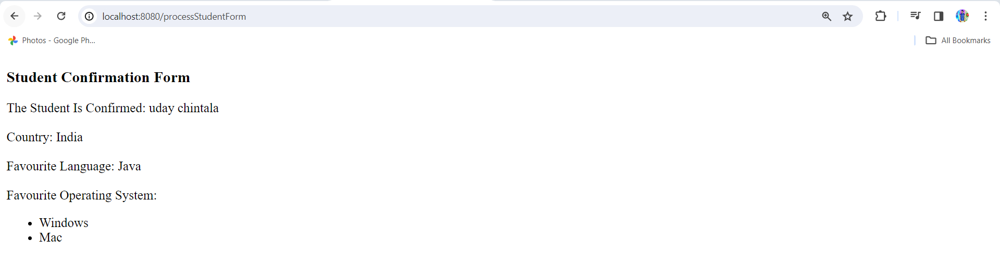 localhost:8080/processStudentForm
Photos - Google Ph...
All Bookmarks
Student Confirmation Form
The Student Is Confirmed: uday chintala
Country: India
Favourite Language: Java
Favourite Operating System:
• Windows
• Mac